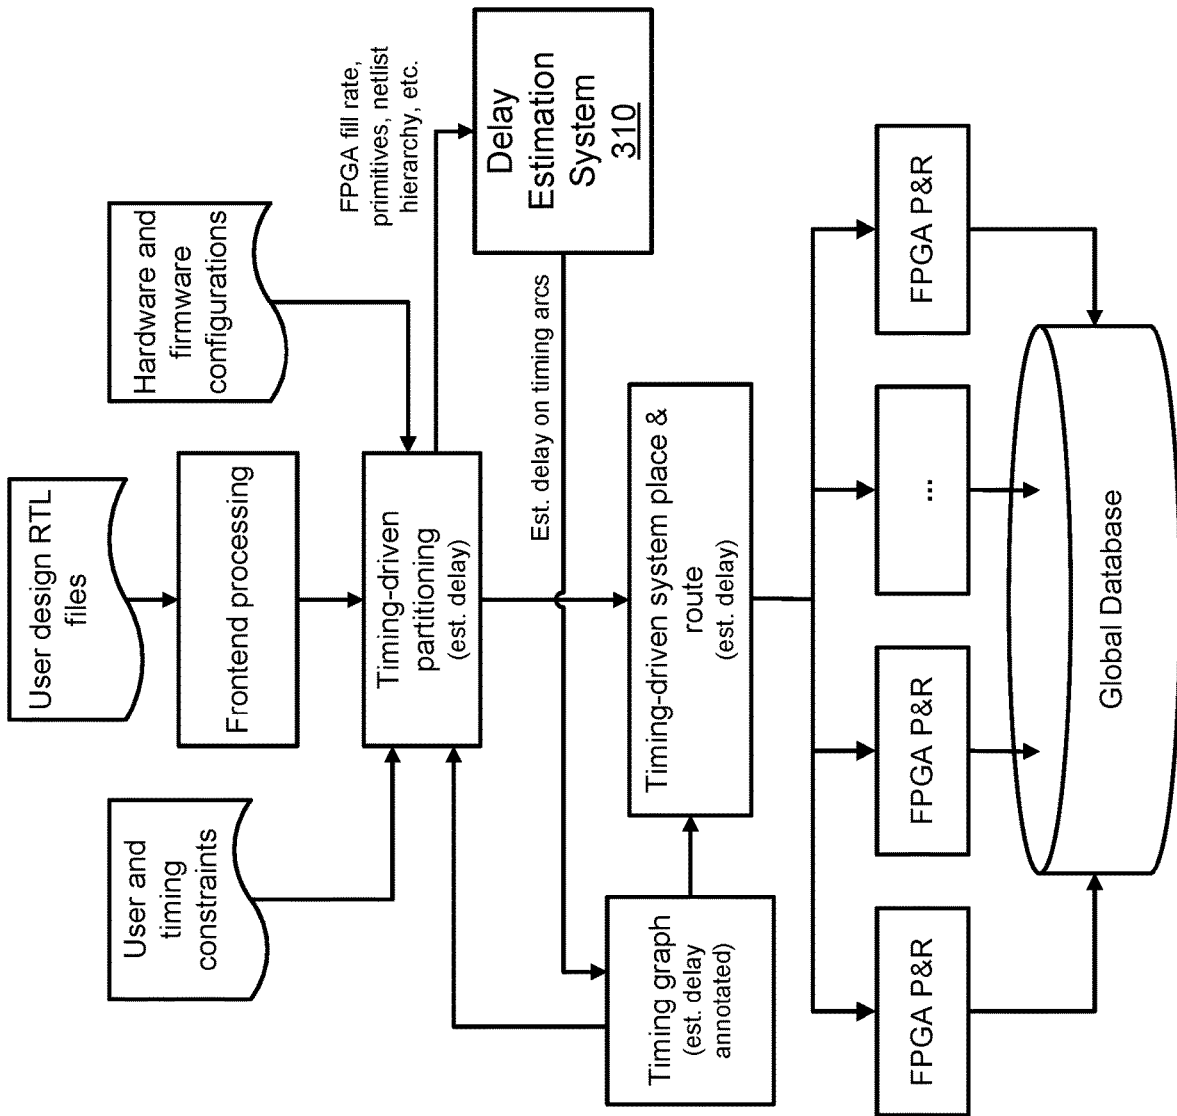 User design RTL
files
User and
timing
constraints
Frontend processing
Hardware and
firmware
configurations
Timing-driven
partitioning
(est. delay)
FPGA fill rate,
primitives, netlist
hierarchy, etc.
Delay
Estimation
System
310
Est. delay on timing arcs
Timing graph
(est. delay
annotated)
Timing-driven system place &
route
(est. delay)
FPGA P&R
FPGA P&R
...
FPGA P&R
Global Database